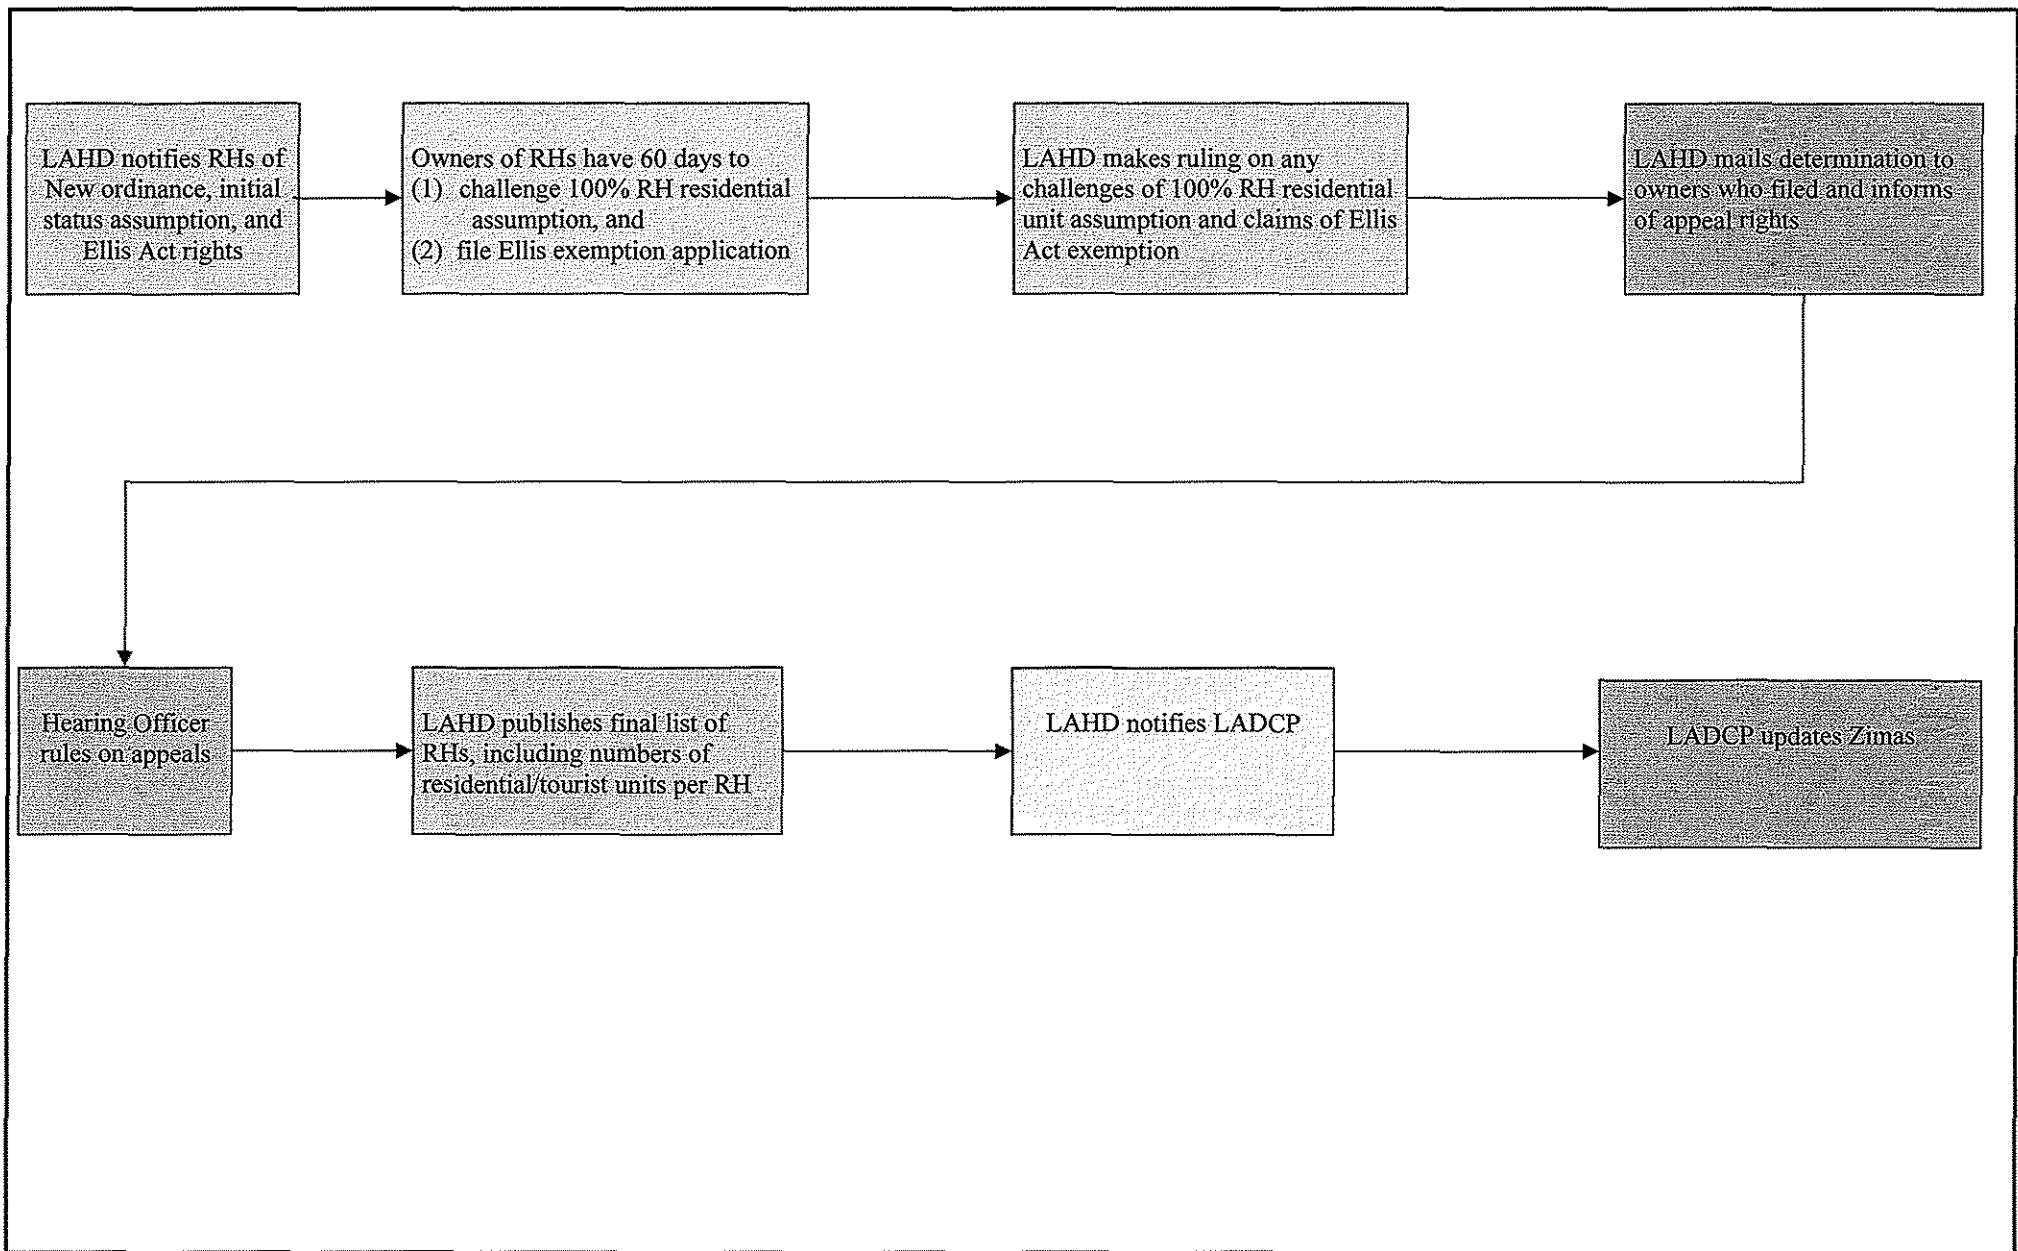 LAHD notifies RHs of
New ordinance, initial
status assumption, and
Ellis Act rights
Owners of RHs have 60 days to
(1) challenge 100% RH residential
assumption, and
(2) file Ellis exemption application
LAHD makes ruling on any
challenges of 100% RH residential
unit assumption and claims of Ellis
Act exemption
LAHD mails determination to
owners who filed and informs
of appeal rights
Hearing Officer
rules on appeals
LAHD publishes final list of
RHs, including numbers of
residential/tourist units per RH
LAHD notifies LADCP
LADCP updates Zimas